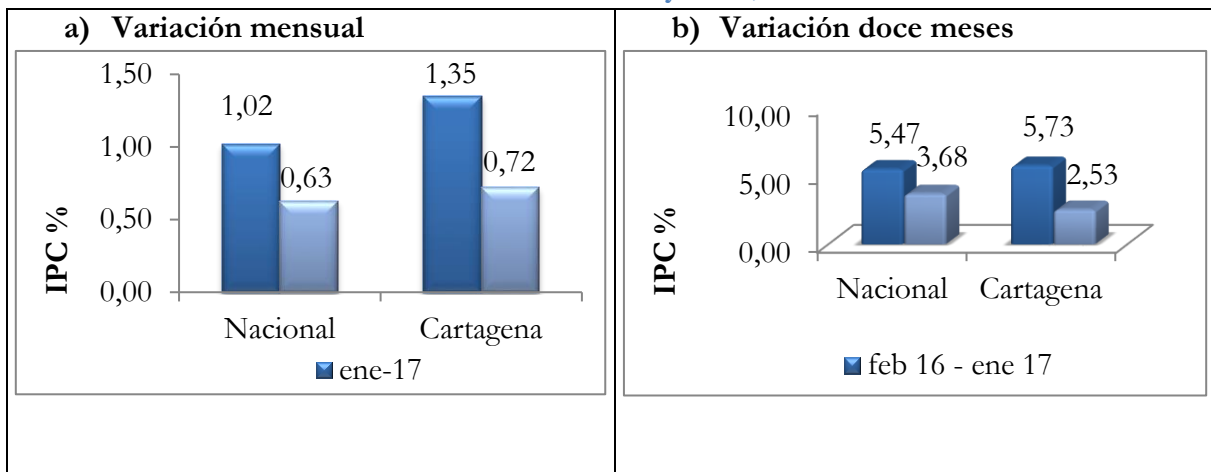 a) Variación mensual
1,50
1,00
0,50
0,00
IPC %
1,02
0,63
1,35
0,72
Nacional Cartagena
ene-17
b) Variación doce meses
10,00
5,00
0,00
IPC %
5,47
3,68
5,73
2,53
Nacional Cartagena
feb 16 - ene 17